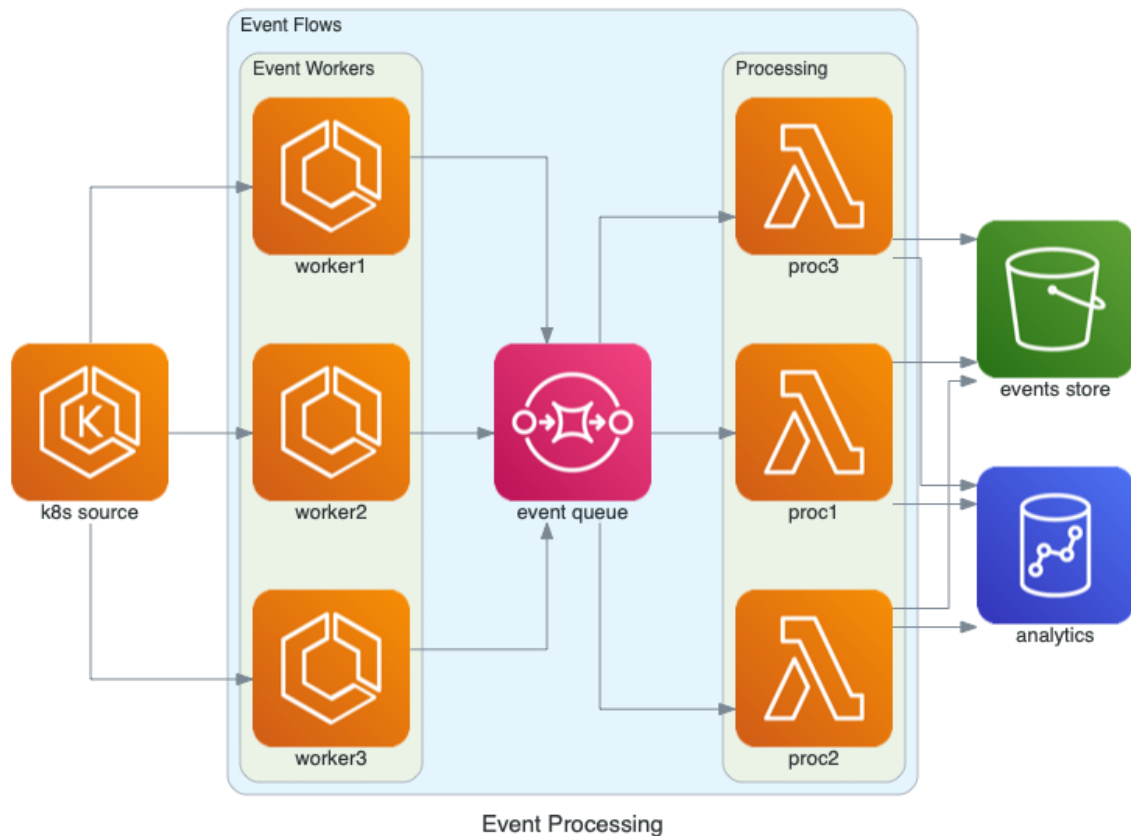 Event Flows
Event Workers
Processing
worker1
proc3
events store
K
k8s source
worker2
event queue
proc1
analytics
worker3
proc2
Event Processing